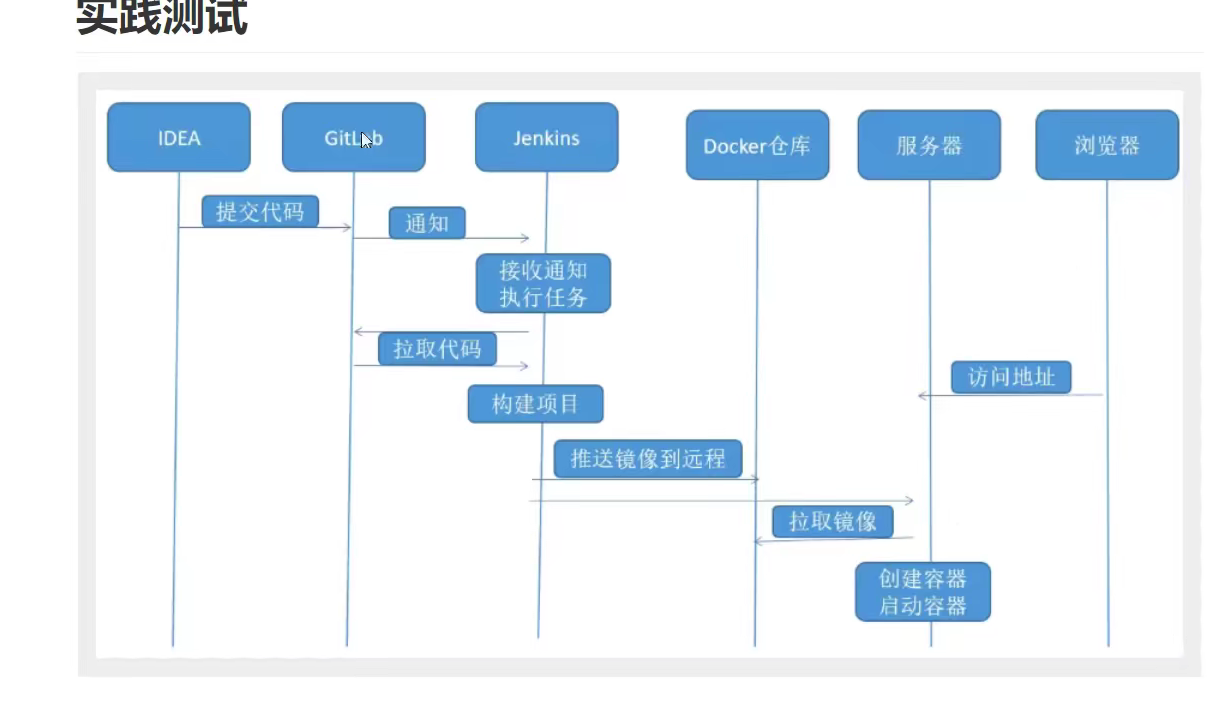 实践测试
IDEA
GitLab
Jenkins
Docker仓库
服务器
浏览器
提交代码
通知
接收通知
执行任务
拉取代码
访问地址
构建项目
推送镜像到远程
拉取镜像
创建容器
启动容器